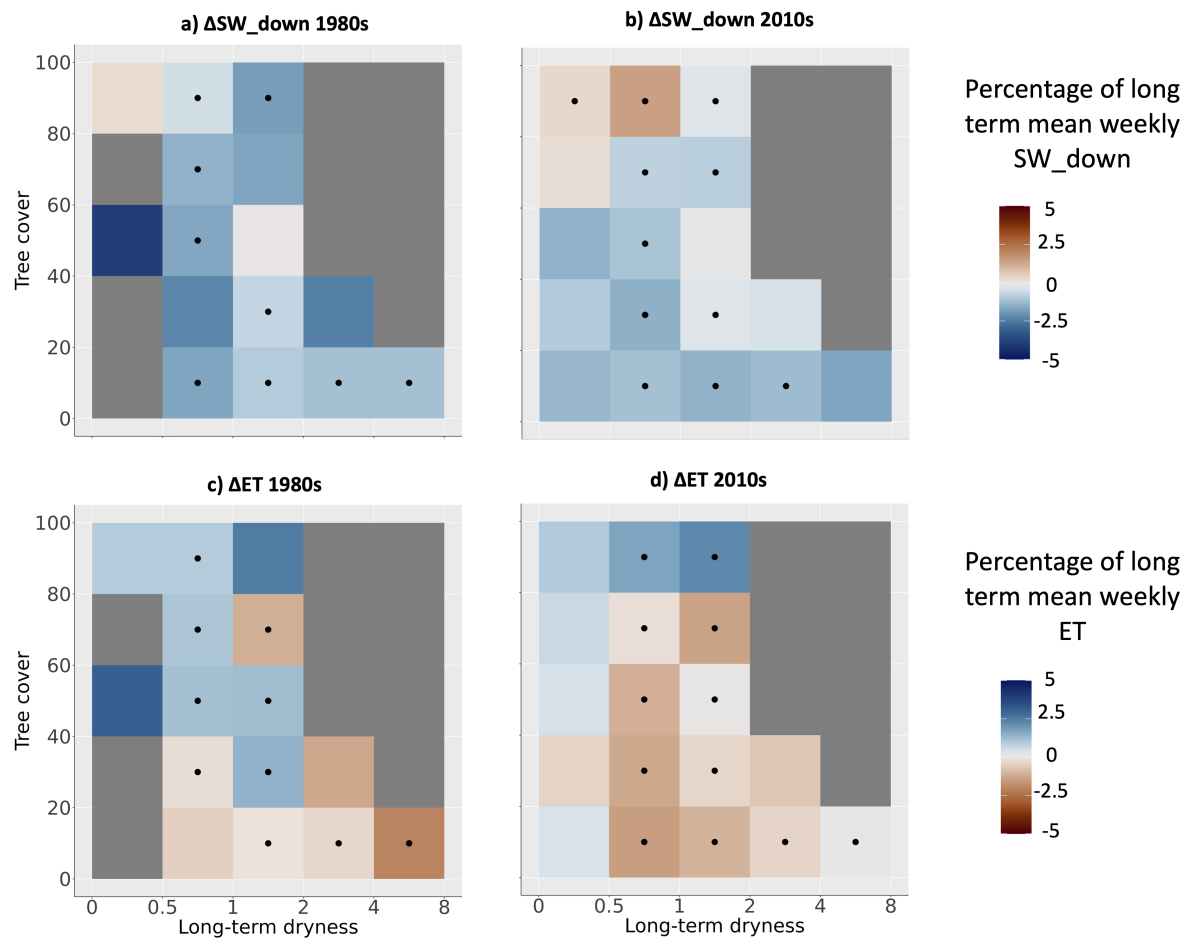 a) ΔSW_down 1980s
b) ΔSW_down 2010s
100
80
60
40
20
0
Tree cover
Percentage of long
term mean weekly
SW_down
5
2.5
0
-2.5
-5
c) ΔET 1980s
d) ΔET 2010s
100
80
60
40
20
0
Tree cover
0 0.5 1 2 4 8
Long-term dryness
0 0.5 1 2 4 8
Long-term dryness
Percentage of long
term mean weekly
ET
5
2.5
0
-2.5
-5